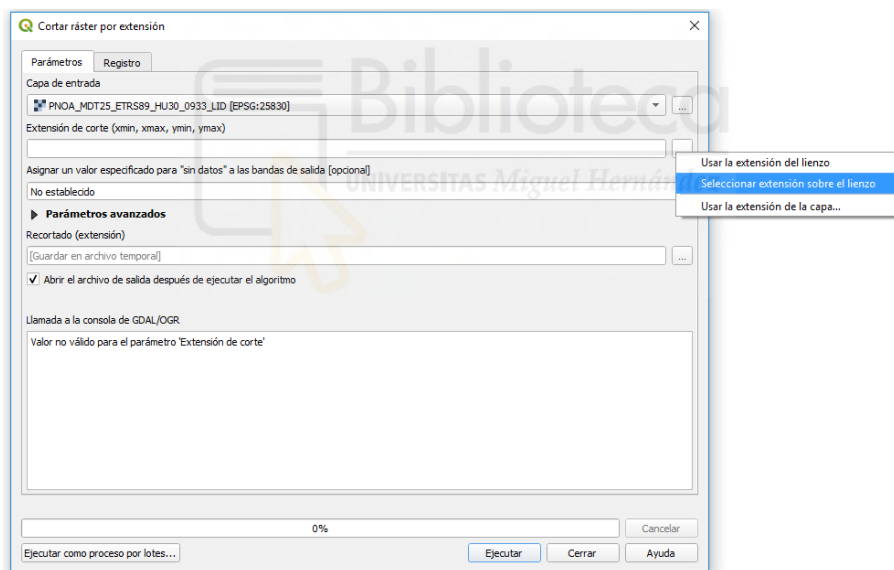 Cortar ráster por extensión
Parámetros
Registro
Capa de entrada
PNOA_MDT25_ETRS89_HU30_0933_LID [EPSG:25830]
...
Extensión de corte (xmin, xmax, ymin, ymax)
Usar la extensión del lienzo
Seleccionar extensión sobre el lienzo
Usar la extensión de la capa...
Asignar un valor especificado para "sin datos" a las bandas de salida [opcional]
No establecido
Parámetros avanzados
Recortado (extensión)
[Guardar en archivo temporal]
...
Abrir el archivo de salida después de ejecutar el algoritmo
Llamada a la consola de GDAL/OGR
Valor no válido para el parámetro 'Extensión de corte'
0%
Cancelar
Ejecutar como proceso por lotes...
Ejecutar
Cerrar
Ayuda
Biblioteca
UNIVERSITAS Miguel Hernández